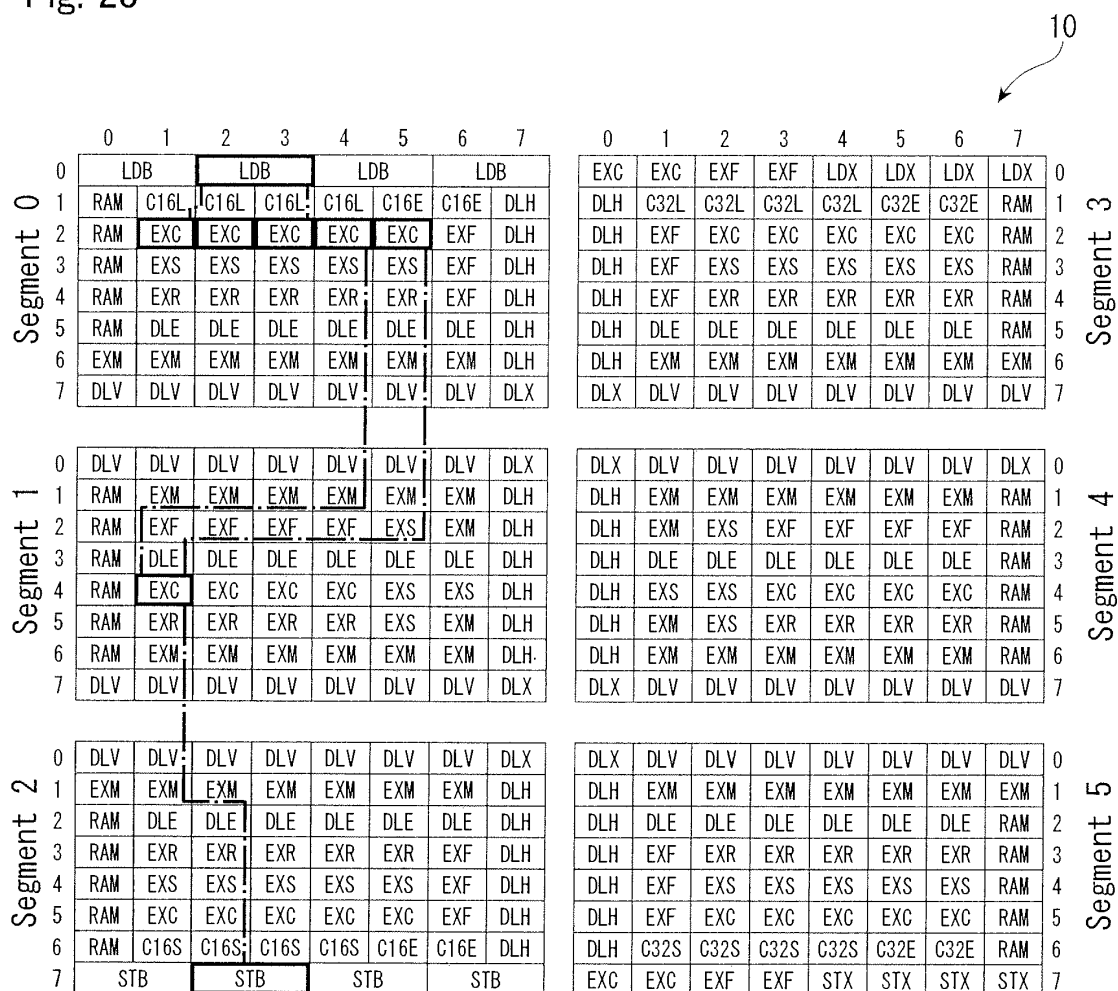 Fig. 20
10
0 1 2 3 4 5 6 7 0 1 2 3 4 5 6 7
Segment 0
0 LDB LDB LDB LDB EXC EXC EXF EXF LDX LDX LDX LDX 0
1 RAM C16L C16L C16L C16L C16E C16E DLH DLH C32L C32L C32L C32L C32E C32E RAM 1
2 RAM EXC EXC EXC EXC EXC EXF DLH DLH EXF EXC EXC EXC EXC EXC RAM 2
3 RAM EXS EXS EXS EXS EXS EXF DLH DLH EXF EXS EXS EXS EXS EXS RAM 3
4 RAM EXR EXR EXR EXR EXR EXF DLH DLH EXF EXR EXR EXR EXR EXR RAM 4
5 RAM DLE DLE DLE DLE DLE DLE DLH DLH DLE DLE DLE DLE DLE DLE RAM 5
6 EXM EXM EXM EXM EXM EXM EXM DLH DLH EXM EXM EXM EXM EXM EXM EXM 6
7 DLV DLV DLV DLV DLV DLV DLV DLX DLX DLV DLV DLV DLV DLV DLV DLV 7
Segment 3
Segment 1
0 DLV DLV DLV DLV DLV DLV DLV DLX DLX DLV DLV DLV DLV DLV DLV DLX 0
1 RAM EXM EXM EXM EXM EXM EXM DLH DLH EXM EXM EXM EXM EXM EXM RAM 1
2 RAM EXF EXF EXF EXF EXS EXM DLH DLH EXM EXS EXF EXF EXF EXF RAM 2
3 RAM DLE DLE DLE DLE DLE DLE DLH DLH DLE DLE DLE DLE DLE DLE RAM 3
4 RAM EXC EXC EXC EXC EXS EXS DLH DLH EXS EXS EXC EXC EXC EXC RAM 4
5 RAM EXR EXR EXR EXR EXS EXM DLH DLH EXM EXS EXR EXR EXR EXR RAM 5
6 RAM EXM EXM EXM EXM EXM EXM DLH DLH EXM EXM EXM EXM EXM EXM RAM 6
7 DLV DLV DLV DLV DLV DLV DLV DLX DLX DLV DLV DLV DLV DLV DLV DLV 7
Segment 4
Segment 2
0 DLV DLV DLV DLV DLV DLV DLV DLX DLX DLV DLV DLV DLV DLV DLV DLV 0
1 EXM EXM EXM EXM EXM EXM EXM DLH DLH EXM EXM EXM EXM EXM EXM EXM 1
2 RAM DLE DLE DLE DLE DLE DLE DLH DLH DLE DLE DLE DLE DLE DLE RAM 2
3 RAM EXR EXR EXR EXR EXR EXF DLH DLH EXF EXR EXR EXR EXR EXR RAM 3
4 RAM EXS EXS EXS EXS EXS EXF DLH DLH EXF EXS EXS EXS EXS EXS RAM 4
5 RAM EXC EXC EXC EXC EXC EXF DLH DLH EXF EXC EXC EXC EXC EXC RAM 5
6 RAM C16S C16S C16S C16S C16E C16E DLH DLH C32S C32S C32S C32S C32E C32E RAM 6
7 STB STB STB STB EXC EXC EXF EXF STX STX STX STX 7
Segment 5